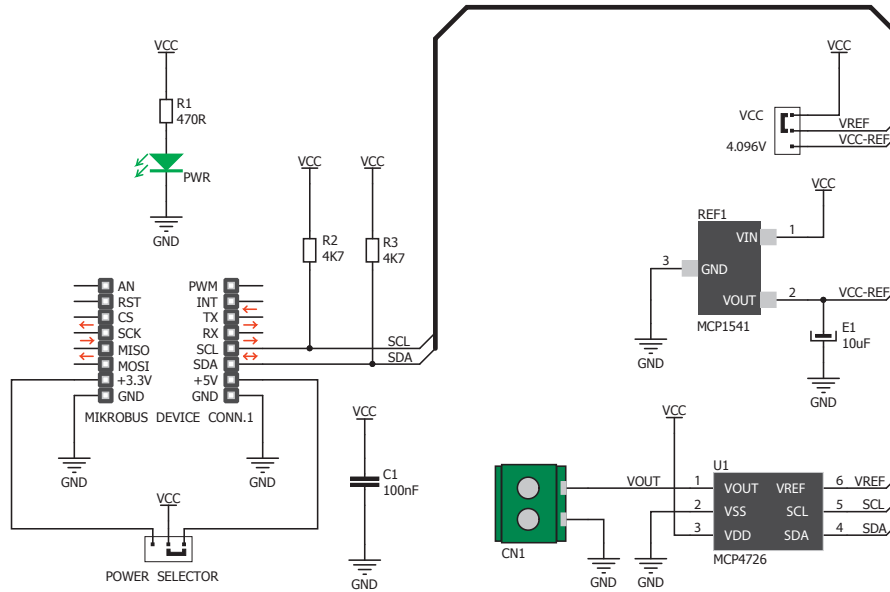 VCC
R1
470R
PWR
GND
VCC
VCC
R2
4K7
R3
4K7
AN
RST
CS
SCK
MISO
MOSI
+3.3V
GND
PWM
INT
TX
RX
SCL
SDA
+5V
GND
SCL
SDA
MIKROBUS DEVICE CONN.1
GND
GND
VCC
POWER SELECTOR
VCC
C1
100nF
GND
VCC
VCC
4.096V
VREF
VCC-REF
VCC
REF1
VIN
1
3
GND
VOUT
2
VCC-REF
MCP1541
E1
10uF
GND
GND
VCC
U1
VOUT
1
2
3
VOUT
VSS
VDD
VREF
SCL
SDA
6
5
4
VREF
SCL
SDA
MCP4726
CN1
GND
GND